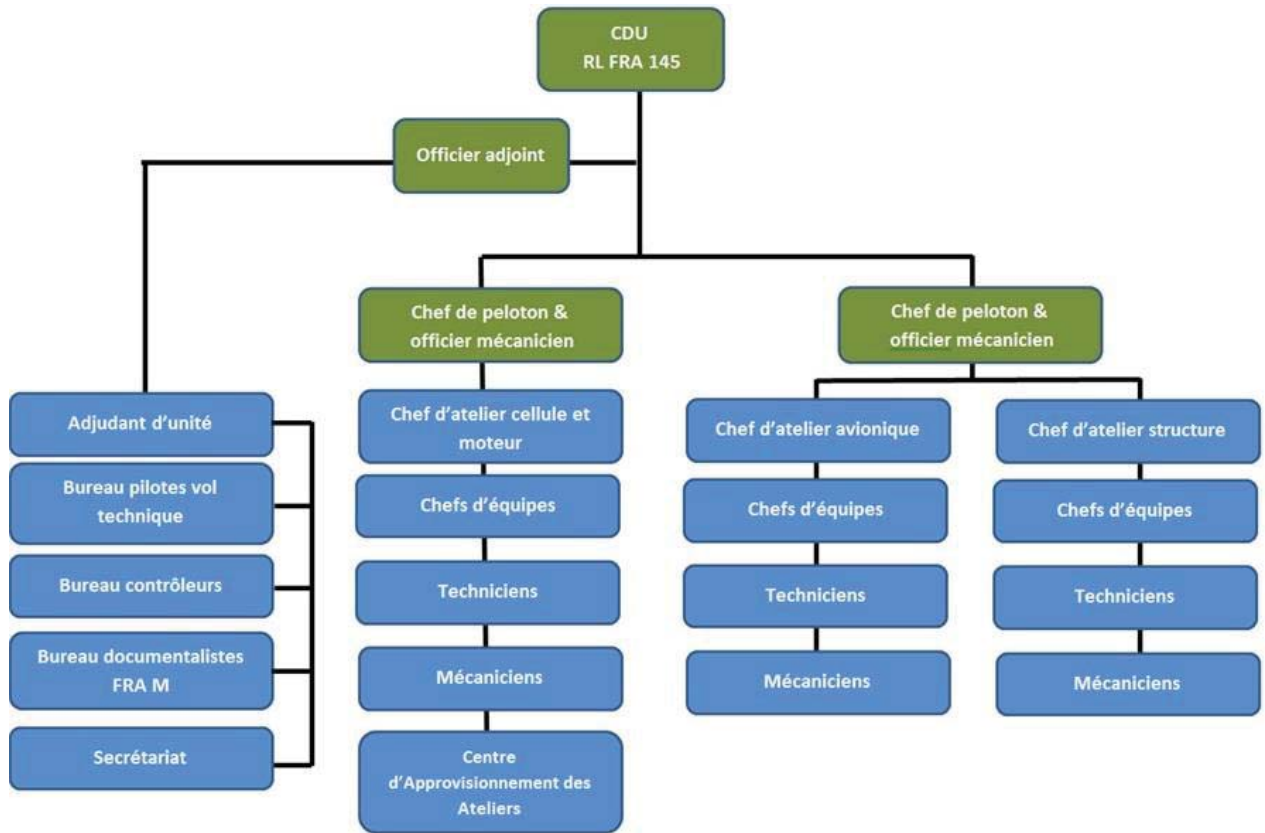 CDU
RL FRA 145
Officier adjoint
Chef de peloton &
officier mécanicien
Chef de peloton &
officier mécanicien
Adjudant d'unité
Bureau pilotes vol
technique
Bureau contrôleurs
Bureau documentalistes
FRA M
Secrétariat
Chef d'atelier cellule et
moteur
Chefs d'équipes
Techniciens
Mécaniciens
Centre
d'Approvisionnement des
Ateliers
Chef d'atelier avionique
Chefs d'équipes
Techniciens
Mécaniciens
Chef d'atelier structure
Chefs d'équipes
Techniciens
Mécaniciens